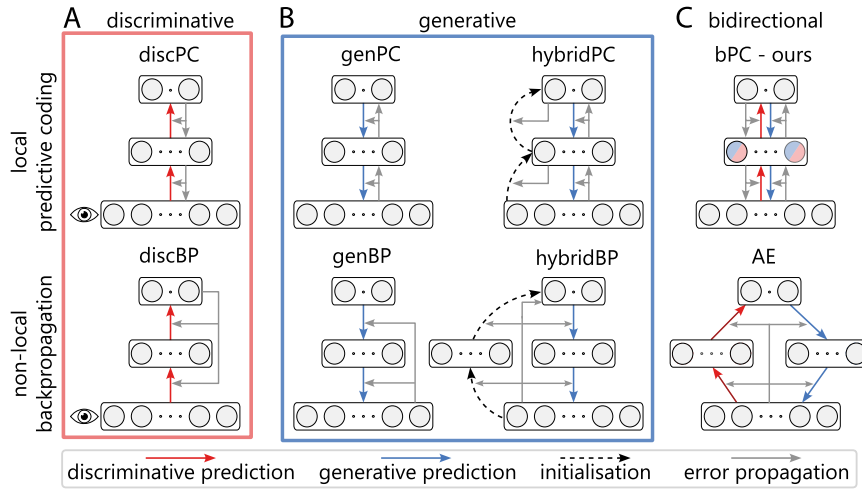 A discriminative
B generative
C bidirectional
local
predictive coding
discPC
genPC
hybridPC
bPC - ours
non-local
backpropagation
discBP
genBP
hybridBP
AE
discriminative prediction
generative prediction
initialisation
error propagation